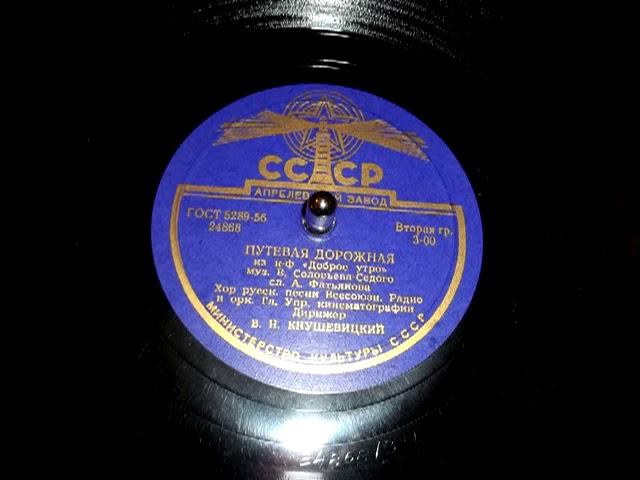 СССР
АПРЕЛЕВСКИЙ ЗАВОД
ГОСТ 5289-56
24868
Вторая гр.
3-00
ПУТЕВАЯ ДОРОЖНАЯ
из к-ф «Доброе утро»
муз. В. Соловьева-Седого
сл. А. Фатьянова
Хор русск. песни Всесоюзн. Радио
и орк. Гл. Упр. кинематографии
Дирижер
В. Н. КНУШЕВИЦКИЙ
МИНИСТЕРСТВО КУЛЬТУРЫ СССР